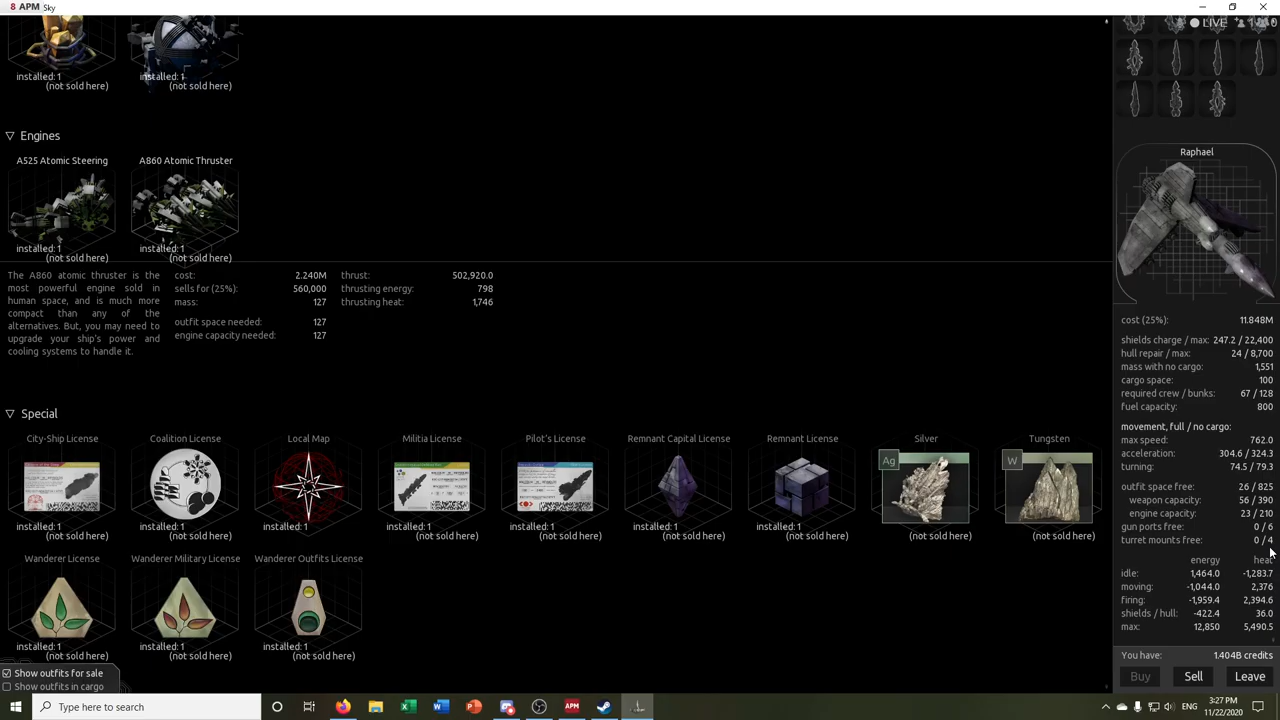 8 APM Sky
LIVE
installed: 1
(not sold here)
installed: 1
(not sold here)
▽ Engines
A525 Atomic Steering
A860 Atomic Thruster
installed: 1
(not sold here)
installed: 1
(not sold here)
The A860 atomic thruster is the
most powerful engine sold in
human space, and is much more
compact than any of the
alternatives. But, you may need to
upgrade your ship's power and
cooling systems to handle it.
cost: 2.240M
sells for (25%): 560,000
mass: 127
outfit space needed: 127
engine capacity needed: 127
thrust: 502,920.0
thrusting energy: 798
thrusting heat: 1,746
▽ Special
City-Ship License
Coalition License
Local Map
Militia License
Pilot's License
Remnant Capital License
Remnant License
Silver
Tungsten
Ag
W
installed: 1
(not sold here)
installed: 1
(not sold here)
installed: 1
(not sold here)
installed: 1
(not sold here)
installed: 1
(not sold here)
installed: 1
(not sold here)
installed: 1
(not sold here)
(not sold here)
(not sold here)
Wanderer License
Wanderer Military License
Wanderer Outfits License
installed: 1
(not sold here)
installed: 1
(not sold here)
installed: 1
(not sold here)
Show outfits for sale
Show outfits in cargo
Raphael
cost (25%): 11.848M
shields charge / max: 247.2 / 22,400
hull repair / max: 24 / 8,700
mass with no cargo: 1,551
cargo space: 100
required crew / bunks: 67 / 128
fuel capacity: 800
movement, full / no cargo:
max speed: 762.0
acceleration: 304.6 / 324.3
turning: 74.5 / 79.3
outfit space free: 26 / 825
weapon capacity: 56 / 390
engine capacity: 23 / 210
gun ports free: 0 / 6
turret mounts free: 0 / 4
energy heat
idle: 1,464.0 -1,283.7
moving: -1,044.0 2,376
firing: -1,959.4 2,394.6
shields / hull: -422.4 36.0
max: 12,850 5,490.5
You have: 1.404B credits
Buy Sell Leave
Type here to search
APM
ENG
3:27 PM
11/22/2020